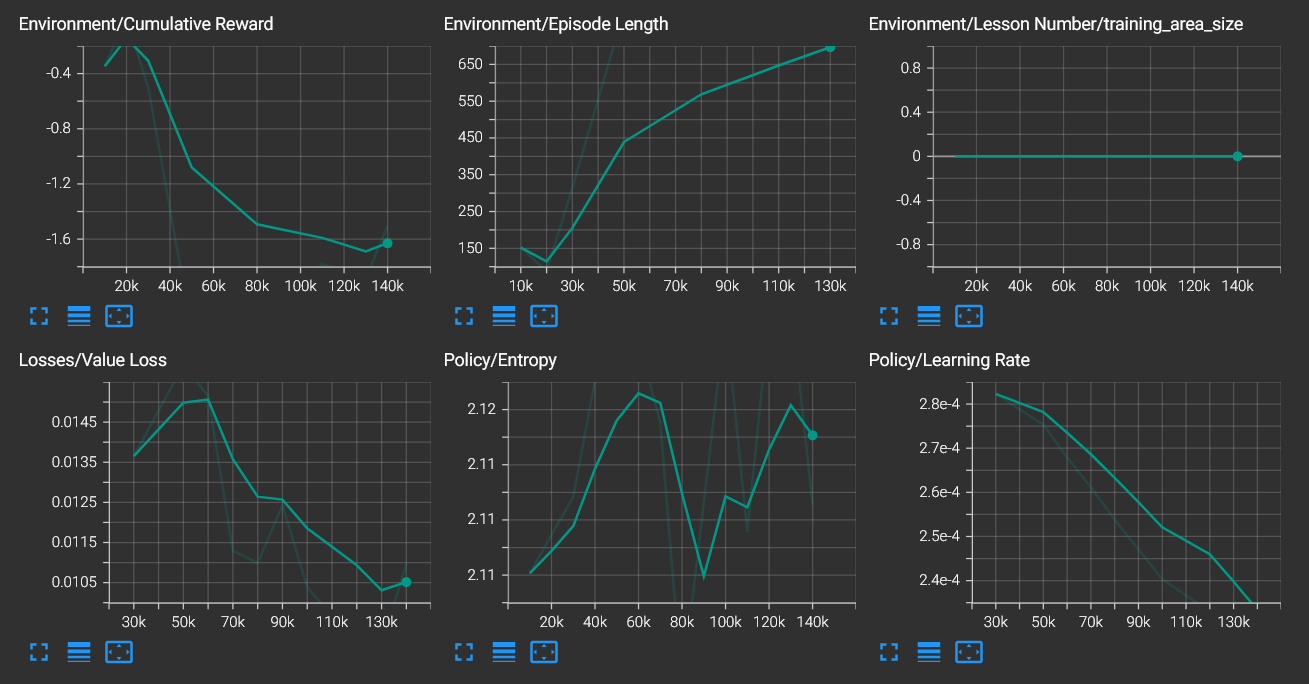 Environment/Cumulative Reward
-0.4
-0.8
-1.2
-1.6
20k 40k 60k 80k 100k 120k 140k
Environment/Episode Length
650
550
450
350
250
150
10k 30k 50k 70k 90k 110k 130k
Environment/Lesson Number/training_area_size
0.8
0.4
0
-0.4
-0.8
20k 40k 60k 80k 100k 120k 140k
Losses/Value Loss
0.0145
0.0135
0.0125
0.0115
0.0105
30k 50k 70k 90k 110k 130k
Policy/Entropy
2.12
2.11
2.11
2.11
20k 40k 60k 80k 100k 120k 140k
Policy/Learning Rate
2.8e-4
2.7e-4
2.6e-4
2.5e-4
2.4e-4
30k 50k 70k 90k 110k 130k